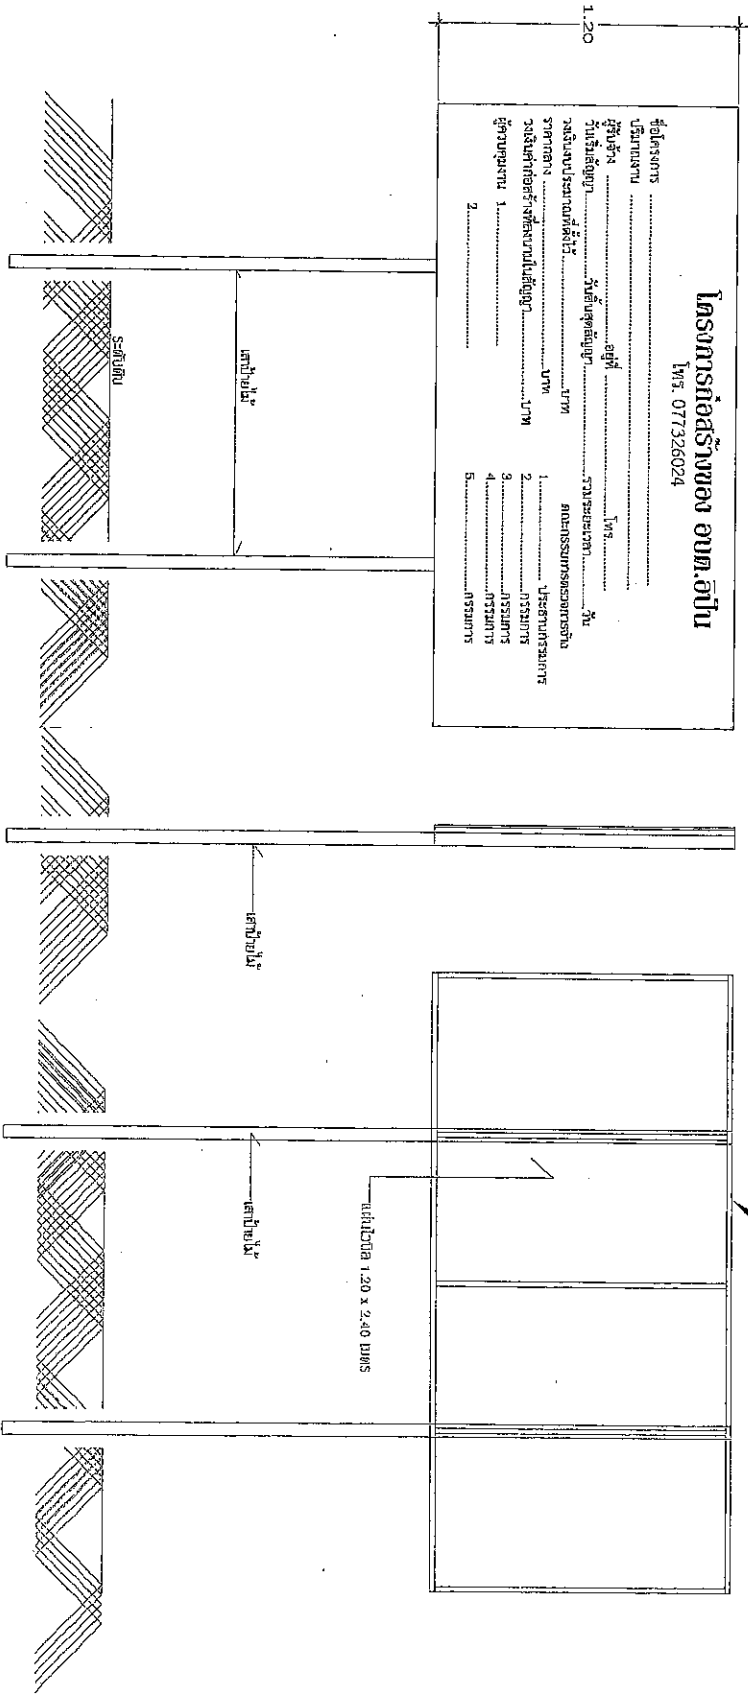 โครงการก่อสร้างของ อบต.อิปัน
โทร. 077326024
ชื่อโครงการ ................................
ปริมาณงาน ................................
ผู้รับจ้าง ................ อยู่ที่ ................ โทร. ................
วันเริ่มสัญญา ................ วันสิ้นสุดสัญญา ................ รวมระยะเวลา ........ วัน
วงเงินงบประมาณที่ตั้งไว้ ................ บาท
ราคากลาง ................ บาท
วงเงินค่าก่อสร้างที่ลงนามในสัญญา ................ บาท
ผู้ควบคุมงาน 1 ................
2 ................
คณะกรรมการตรวจการจ้าง
1 ................ ประธานกรรมการ
2 ................ กรรมการ
3 ................ กรรมการ
4 ................ กรรมการ
5 ................ กรรมการ
1.20
เสาป้ายไม้
ระดับดิน
เสาป้ายไม้
เสาป้ายไม้
แผ่นไวนิล 1.20 x 2.40 เมตร